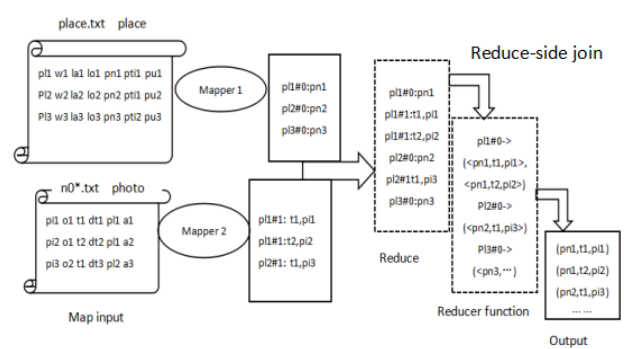 place.txt place
pl1 w1 la1 lo1 pn1 pti1 pu1
Pl2 w2 la2 lo2 pn2 pti1 pu2
Pl3 w3 la3 lo3 pn3 pti2 pu3
Mapper 1
pl1#0:pn1
pl2#0:pn2
pl3#0:pn3
n0*.txt photo
pi1 o1 t1 dt1 pl1 a1
pi2 o1 t2 dt2 pl1 a2
pi3 o2 t1 dt3 pl2 a3
Mapper 2
pl1#1: t1,pi1
pl1#1:t2,pi2
pl2#1: t1,pi3
Map input
Reduce-side join
pl1#0:pn1
pl1#1:t1,pi1
pl1#1:t2,pi2
pl2#0:pn2
pl2#1t1,pi3
pl3#0:pn3
Reduce
pl1#0->
(<pn1,t1,pi1>,
<pn1,t2,pi2>)
Pl2#0->
(<pn2,t1,pi3>)
Pl3#0->
(<pn3,…)
Reducer function
(pn1,t1,pi1)
(pn1,t2,pi2)
(pn2,t1,pi3)
... ...
Output